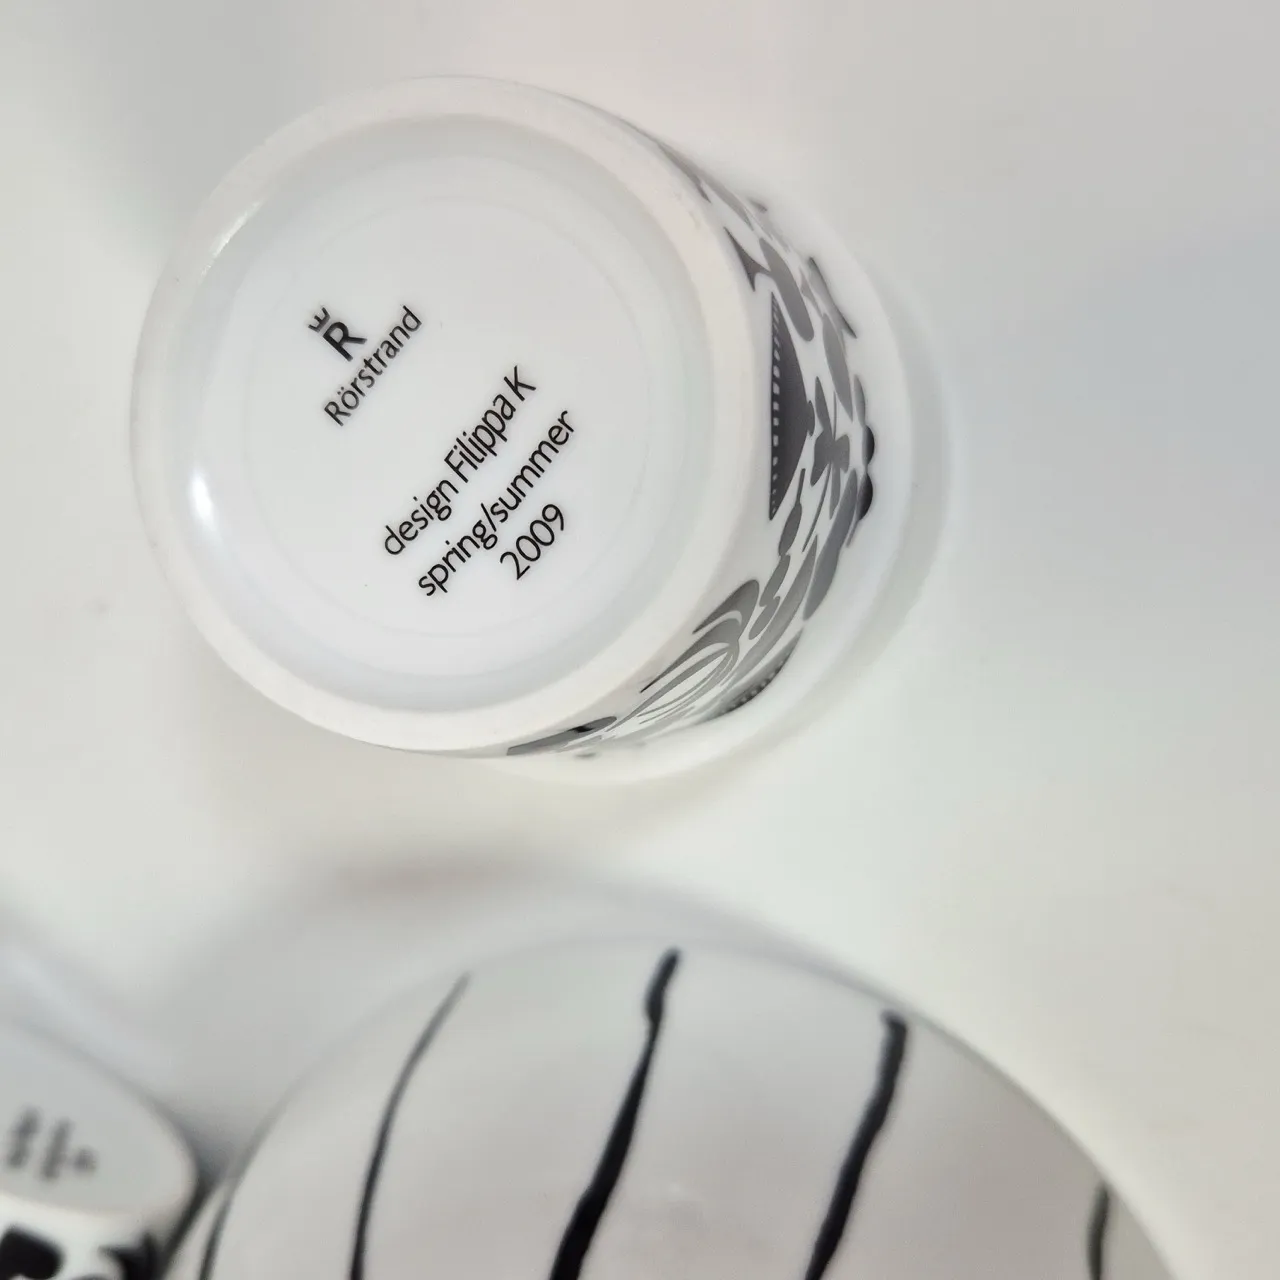 R
Rörstrand
design Filippa K
spring/summer
2009